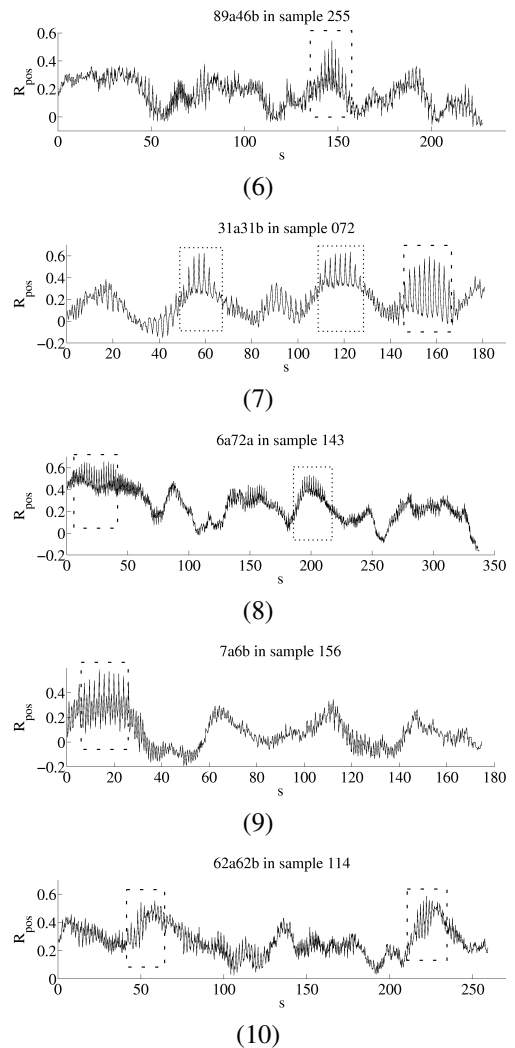 89a46b in sample 255
0.6
0.4
0.2
0
R_pos
0 50 100 150 200
s
(6)
31a31b in sample 072
0.6
0.4
0.2
0
−0.2
R_pos
0 20 40 60 80 100 120 140 160 180
s
(7)
6a72a in sample 143
0.6
0.4
0.2
0
−0.2
R_pos
0 50 100 150 200 250 300 350
s
(8)
7a6b in sample 156
0.4
0.2
0
−0.2
R_pos
0 20 40 60 80 100 120 140 160 180
s
(9)
62a62b in sample 114
0.6
0.4
0.2
0
R_pos
0 50 100 150 200 250
s
(10)